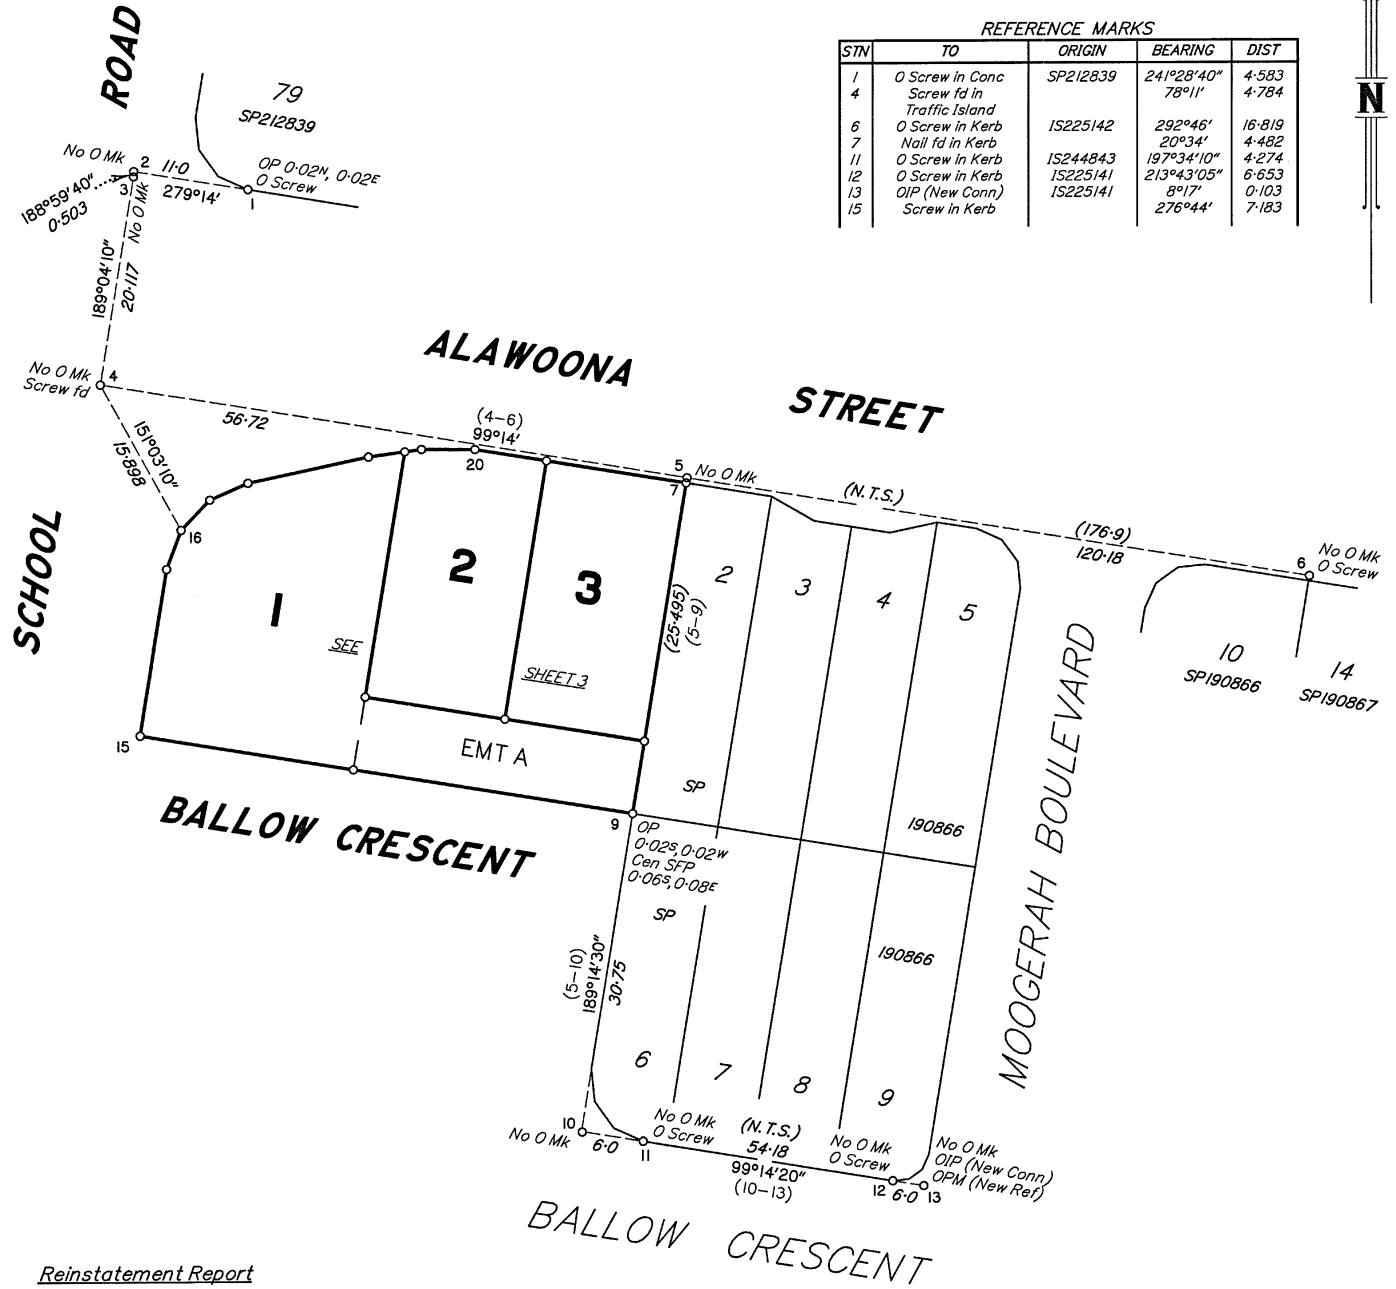 REFERENCE MARKS
STN TO ORIGIN BEARING DIST
1 O Screw in Conc SP212839 241°28'40" 4·583
4 Screw fd in 78°11' 4·784
Traffic Island
6 O Screw in Kerb IS225142 292°46' 16·819
7 Nail fd in Kerb 20°34' 4·482
11 O Screw in Kerb IS244843 197°34'10" 4·274
12 O Screw in Kerb IS225141 213°43'05" 6·653
13 OIP (New Conn) IS225141 8°17' 0·103
15 Screw in Kerb 276°44' 7·183
N
ROAD
79
SP212839
No O Mk
2
11·0
OP 0·02N, 0·02E
O Screw
3
279°14'
1
188°59'40"
0·503
No O Mk
189°04'10"
20·117
ALAWOONA
STREET
No O Mk
Screw fd
4
56·72
(4-6)
99°14'
20
5
No O Mk
7
(N.T.S.)
(176·9)
120·18
6
No O Mk
O Screw
151°03'10"
15·898
16
SCHOOL
1
2
3
SEE
SHEET 3
(25·495)
(5-9)
2
3
4
5
10
SP190866
14
SP190867
15
EMT A
SP
190866
BALLOW CRESCENT
9
OP
0·02S, 0·02W
Cen SFP
0·06S, 0·08E
SP
190866
MOOGERAH BOULEVARD
(5-10)
189°14'30"
30·75
6
7
8
9
10
No O Mk
6·0
11
No O Mk
O Screw
(N.T.S.)
54·18
99°14'20"
(10-13)
No O Mk
O Screw
12
6·0
13
No O Mk
OIP (New Conn)
OPM (New Ref)
BALLOW CRESCENT
Reinstatement Report